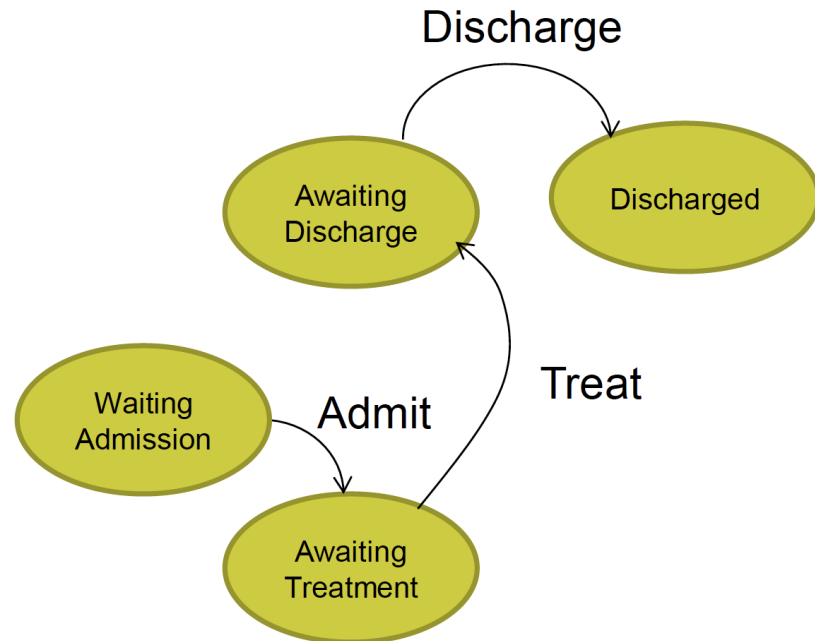 Discharge
Awaiting
Discharge
Discharged
Treat
Waiting
Admission
Admit
Awaiting
Treatment